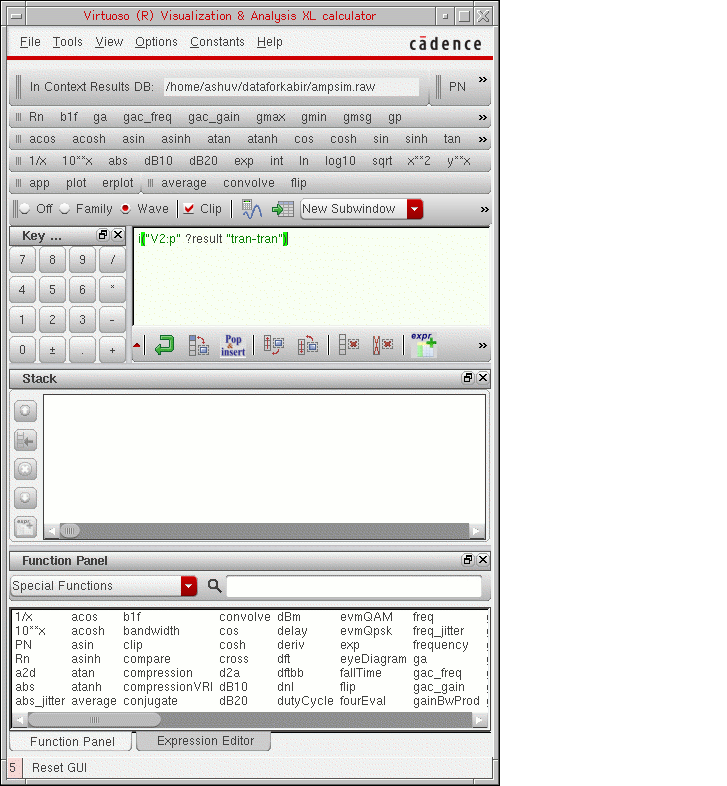 Virtuoso (R) Visualization & Analysis XL calculator
File Tools View Options Constants Help
cādence
In Context Results DB: /home/ashuv/dataforkabir/ampsim.raw PN »
Rn b1f ga gac_freq gac_gain gmax gmin gmsg gp »
acos acosh asin asinh atan atanh cos cosh sin sinh tan »
1/x 10**x abs dB10 dB20 exp int ln log10 sqrt x**2 y**x
app plot erplot average convolve flip
Off Family Wave Clip New Subwindow »
Key ...
i("V2:p" ?result "tran-tran")
7 8 9 /
4 5 6 *
1 2 3 -
0 ± . +
Pop & insert expr »
Stack
expr
Function Panel
Special Functions
1/x acos b1f convolve dBm evmQAM freq
10**x acosh bandwidth cos delay evmQpsk freq_jitter
PN asin clip cosh deriv exp frequency
Rn asinh compare cross dft eyeDiagram ga
a2d atan compression d2a dftbb fallTime gac_freq
abs atanh compressionVRI dB10 dnl flip gac_gain
abs_jitter average conjugate dB20 dutyCycle fourEval gainBwProd
Function Panel Expression Editor
5 Reset GUI